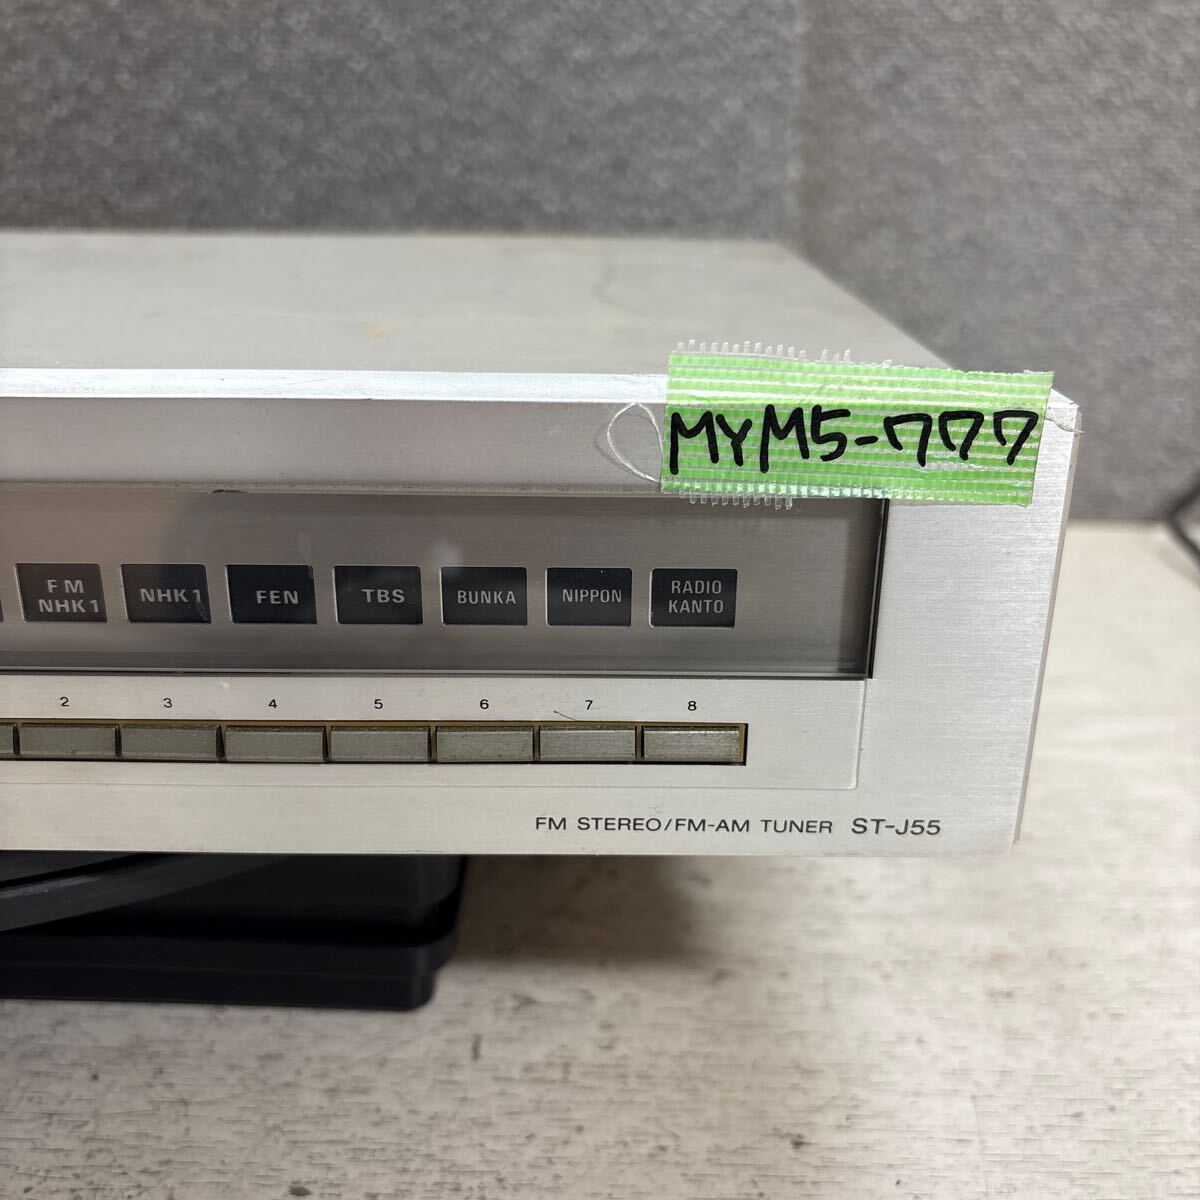 MYM5-777
FM
NHK1
NHK1
FEN
TBS
BUNKA
NIPPON
RADIO
KANTO
2 3 4 5 6 7 8
FM STEREO/FM-AM TUNER ST-J55